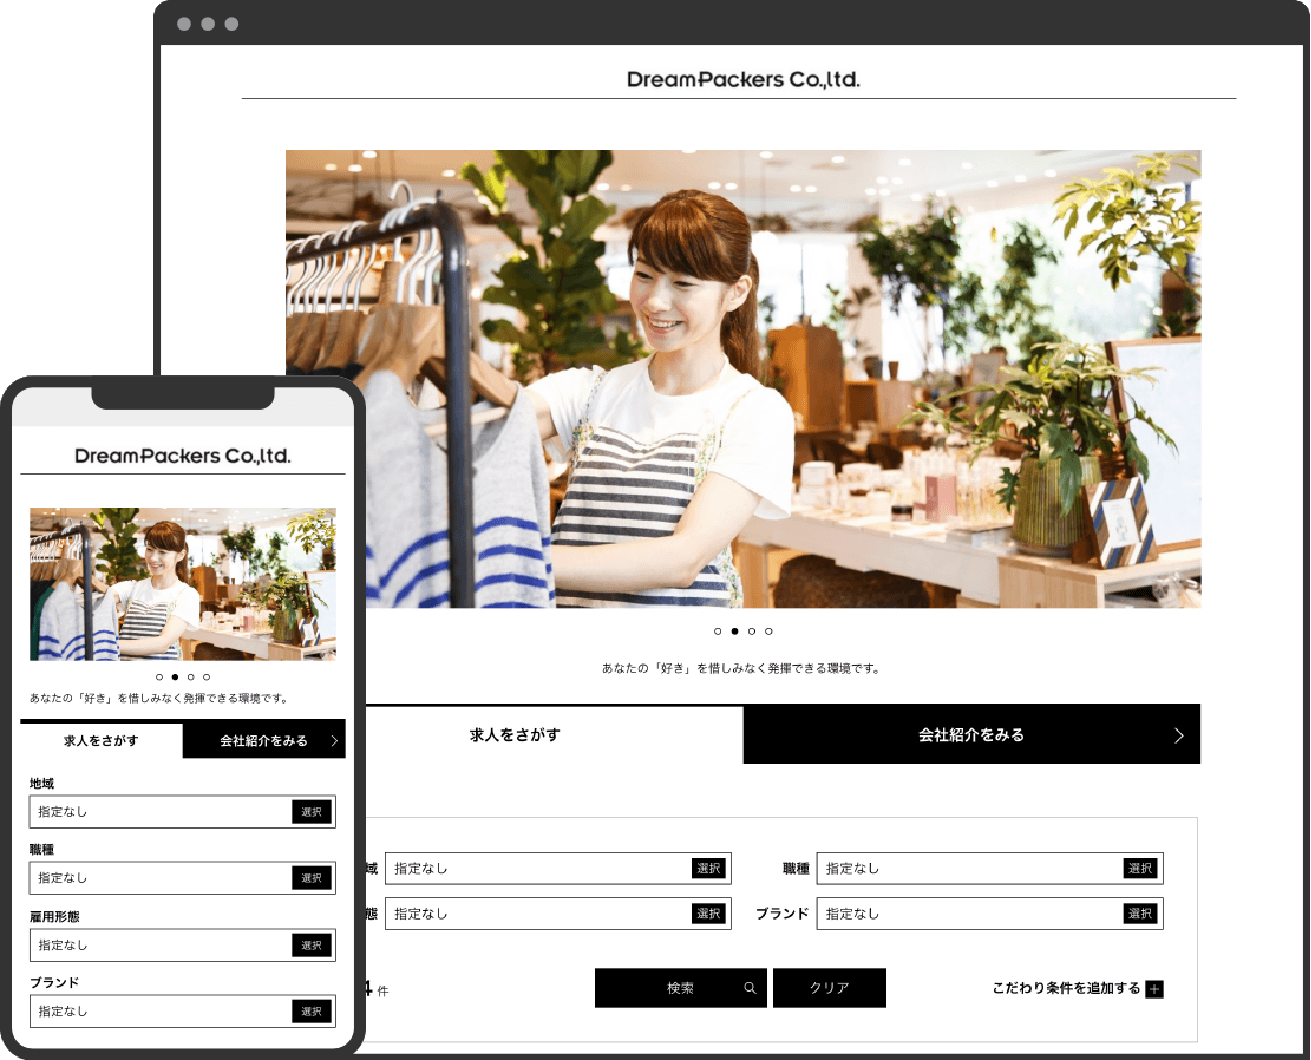 DreamPackers Co.,ltd.
あなたの「好き」を惜しみなく発揮できる環境です。
求人をさがす
会社紹介をみる
域 指定なし 選択
職種 指定なし 選択
態 指定なし 選択
ブランド 指定なし 選択
4 件
検索
クリア
こだわり条件を追加する
DreamPackers Co.,ltd.
あなたの「好き」を惜しみなく発揮できる環境です。
求人をさがす
会社紹介をみる
地域
指定なし 選択
職種
指定なし 選択
雇用形態
指定なし 選択
ブランド
指定なし 選択